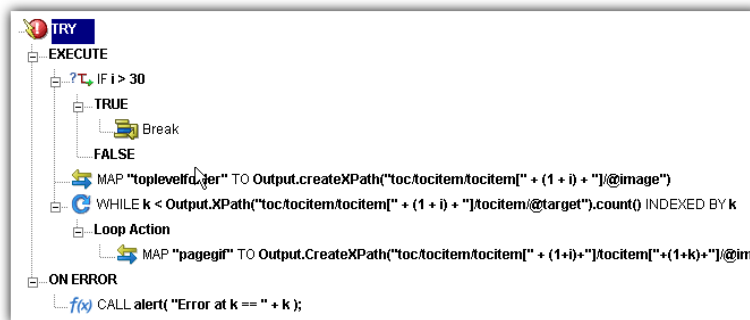 TRY
EXECUTE
IF i > 30
TRUE
Break
FALSE
MAP "toplevelfolder" TO Output.createXPath("toc/tocitem/tocitem[" + (1 + i) + "]/@image")
WHILE k < Output.XPath("toc/tocitem/tocitem[" + (1 + i) + "]/tocitem/@target").count() INDEXED BY k
Loop Action
MAP "pagegif" TO Output.CreateXPath("toc/tocitem/tocitem[" + (1+i)+"]/tocitem["+(1+k)+"]/@im
ON ERROR
f(x) CALL alert( "Error at k == " + k );